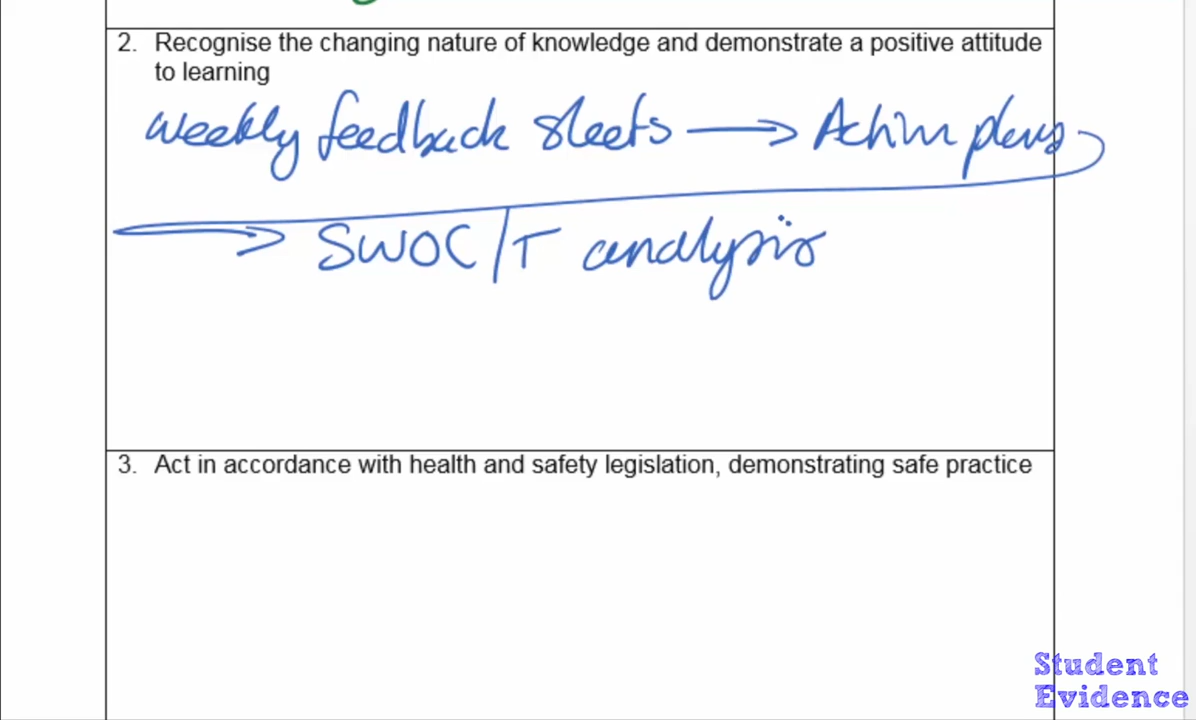 2. Recognise the changing nature of knowledge and demonstrate a positive attitude
to learning
weekly feedback sheets → Action plans
→ SWOC/T analysis
3. Act in accordance with health and safety legislation, demonstrating safe practice
Student
Evidence